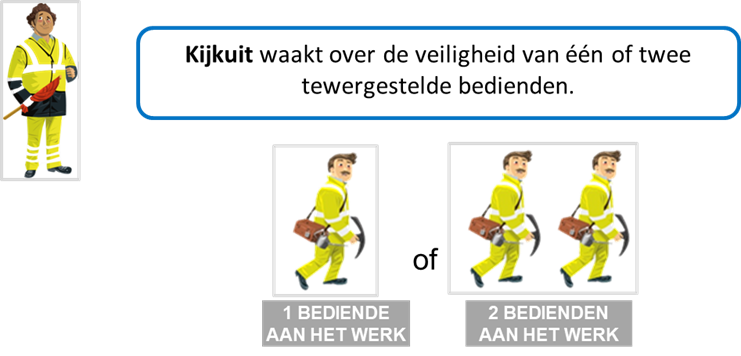 Kijkuit waakt over de veiligheid van één of twee
tewergestelde bedienden.
of
1 BEDIENDE
AAN HET WERK
2 BEDIENDEN
AAN HET WERK